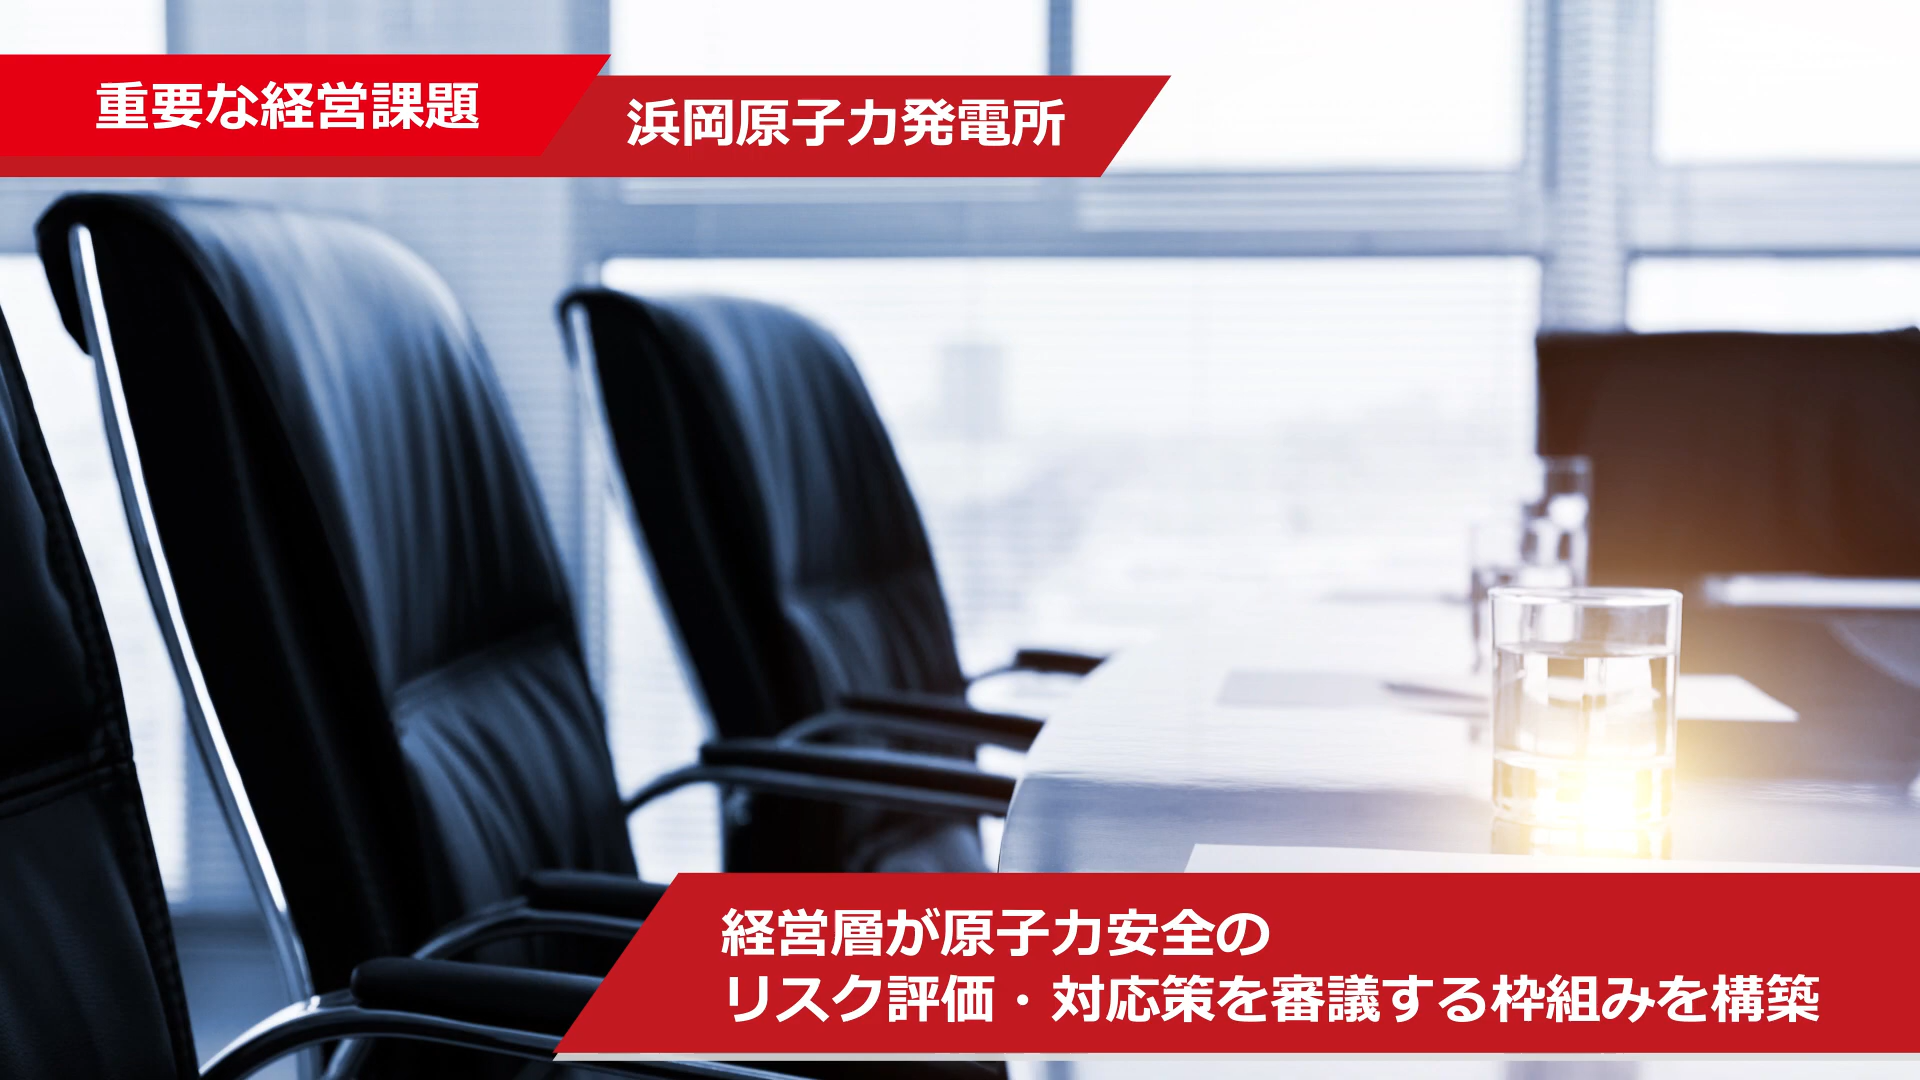 重要な経営課題
浜岡原子力発電所
経営層が原子力安全の
リスク評価・対応策を審議する枠組みを構築